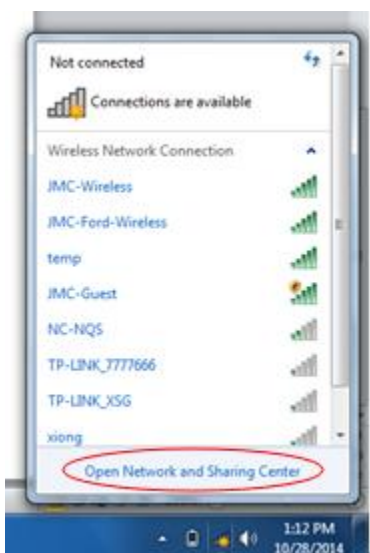 Not connected
Connections are available
Wireless Network Connection
JMC-Wireless
JMC-Ford-Wireless
temp
JMC-Guest
NC-NQS
TP-LINK_7777666
TP-LINK_XSG
xiong
Open Network and Sharing Center
1:12 PM
10/28/2014